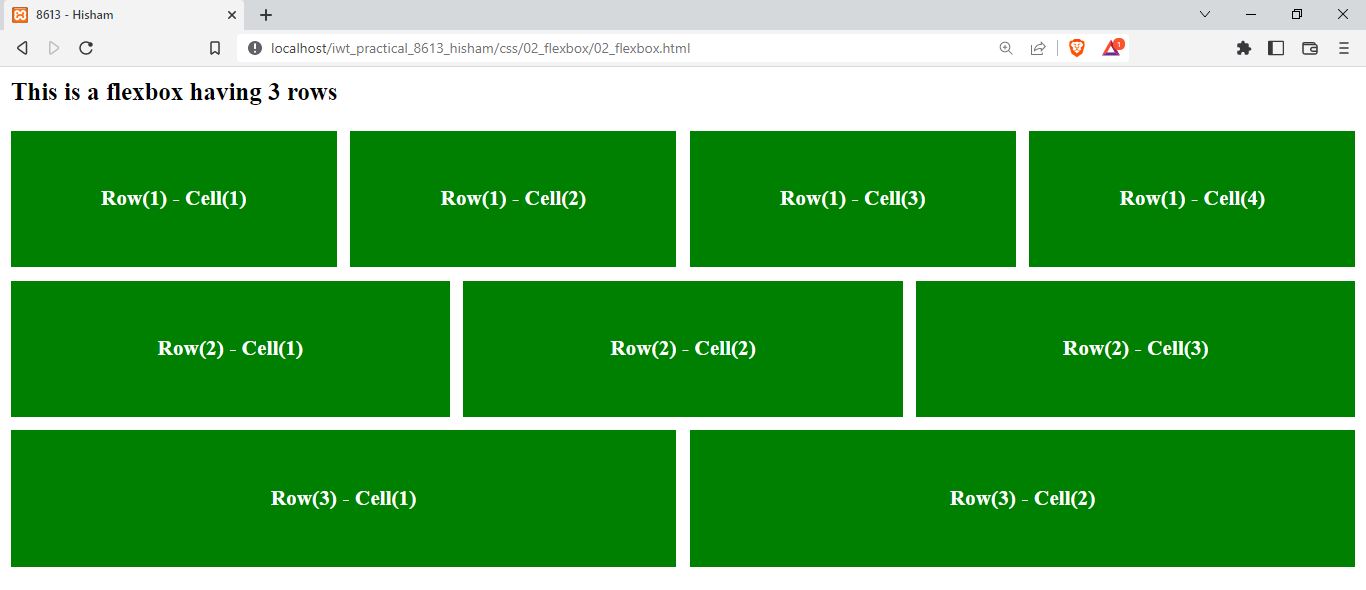 8613 - Hisham
localhost/iwt_practical_8613_hisham/css/02_flexbox/02_flexbox.html
1
This is a flexbox having 3 rows
Row(1) - Cell(1)
Row(1) - Cell(2)
Row(1) - Cell(3)
Row(1) - Cell(4)
Row(2) - Cell(1)
Row(2) - Cell(2)
Row(2) - Cell(3)
Row(3) - Cell(1)
Row(3) - Cell(2)